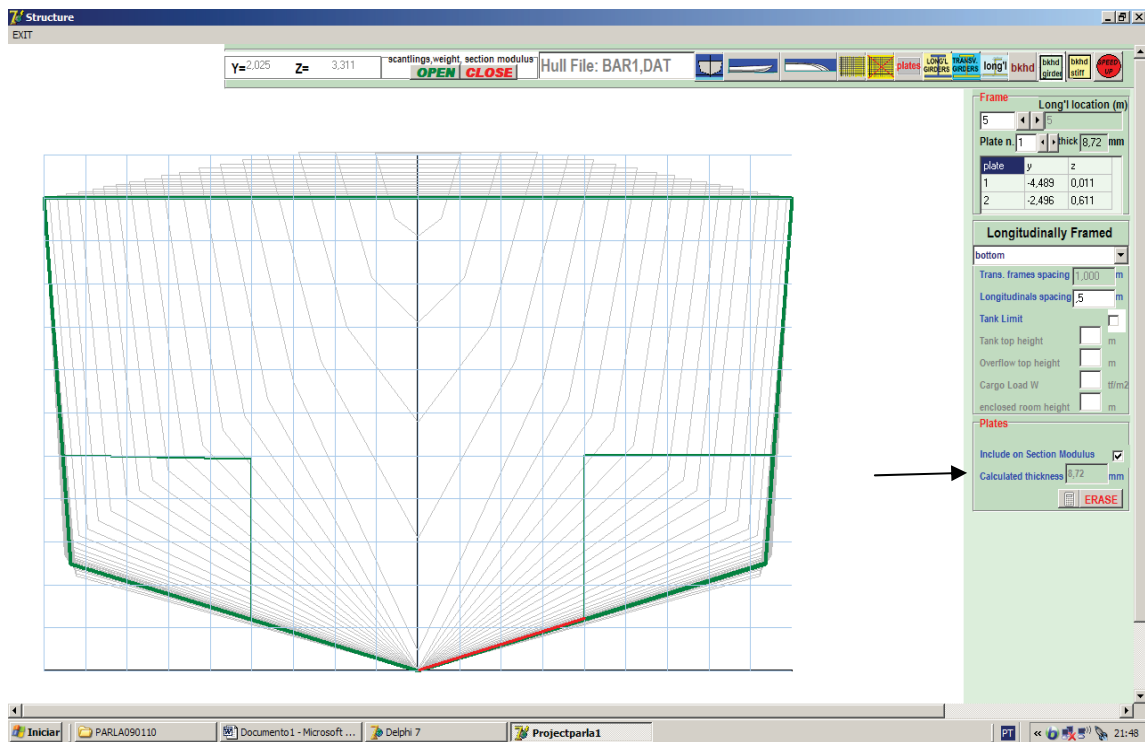 Structure
EXIT
Y= 2,025 Z= 3,311
scantlings,weight, section modulus
OPEN CLOSE
Hull File: BAR1,DAT
plates
LONG'L GIRDERS
TRANSV. GIRDERS
long'l
bkhd
bkhd girder
bkhd stiff
SPEED UP
Frame
Long'l location (m)
5 5
Plate n. 1 thick 8,72 mm
plate y z
1 -4,489 0,011
2 -2,496 0,611
Longitudinally Framed
bottom
Trans. frames spacing 1,000 m
Longitudinals spacing ,5 m
Tank Limit
Tank top height m
Overflow top height m
Cargo Load W tf/m2
enclosed room height m
Plates
Include on Section Modulus
Calculated thickness 8,72 mm
ERASE
Iniciar
PARLA090110
Documento1 - Microsoft ...
Delphi 7
Projectparla1
PT
21:48